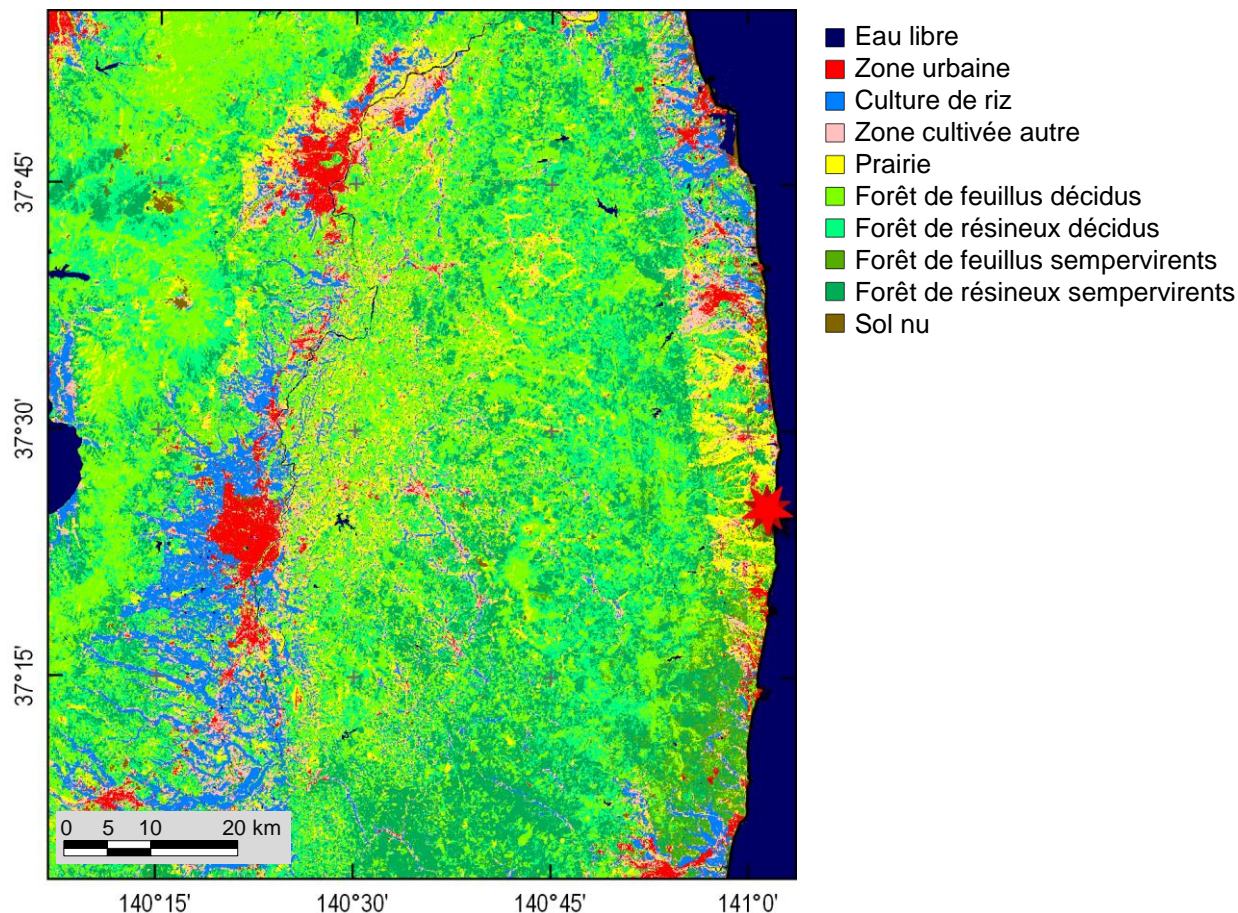 Eau libre
Zone urbaine
Culture de riz
Zone cultivée autre
Prairie
Forêt de feuillus décidus
Forêt de résineux décidus
Forêt de feuillus sempervirents
Forêt de résineux sempervirents
Sol nu
37°45'
37°30'
37°15'
0 5 10 20 km
140°15' 140°30' 140°45' 141°0'